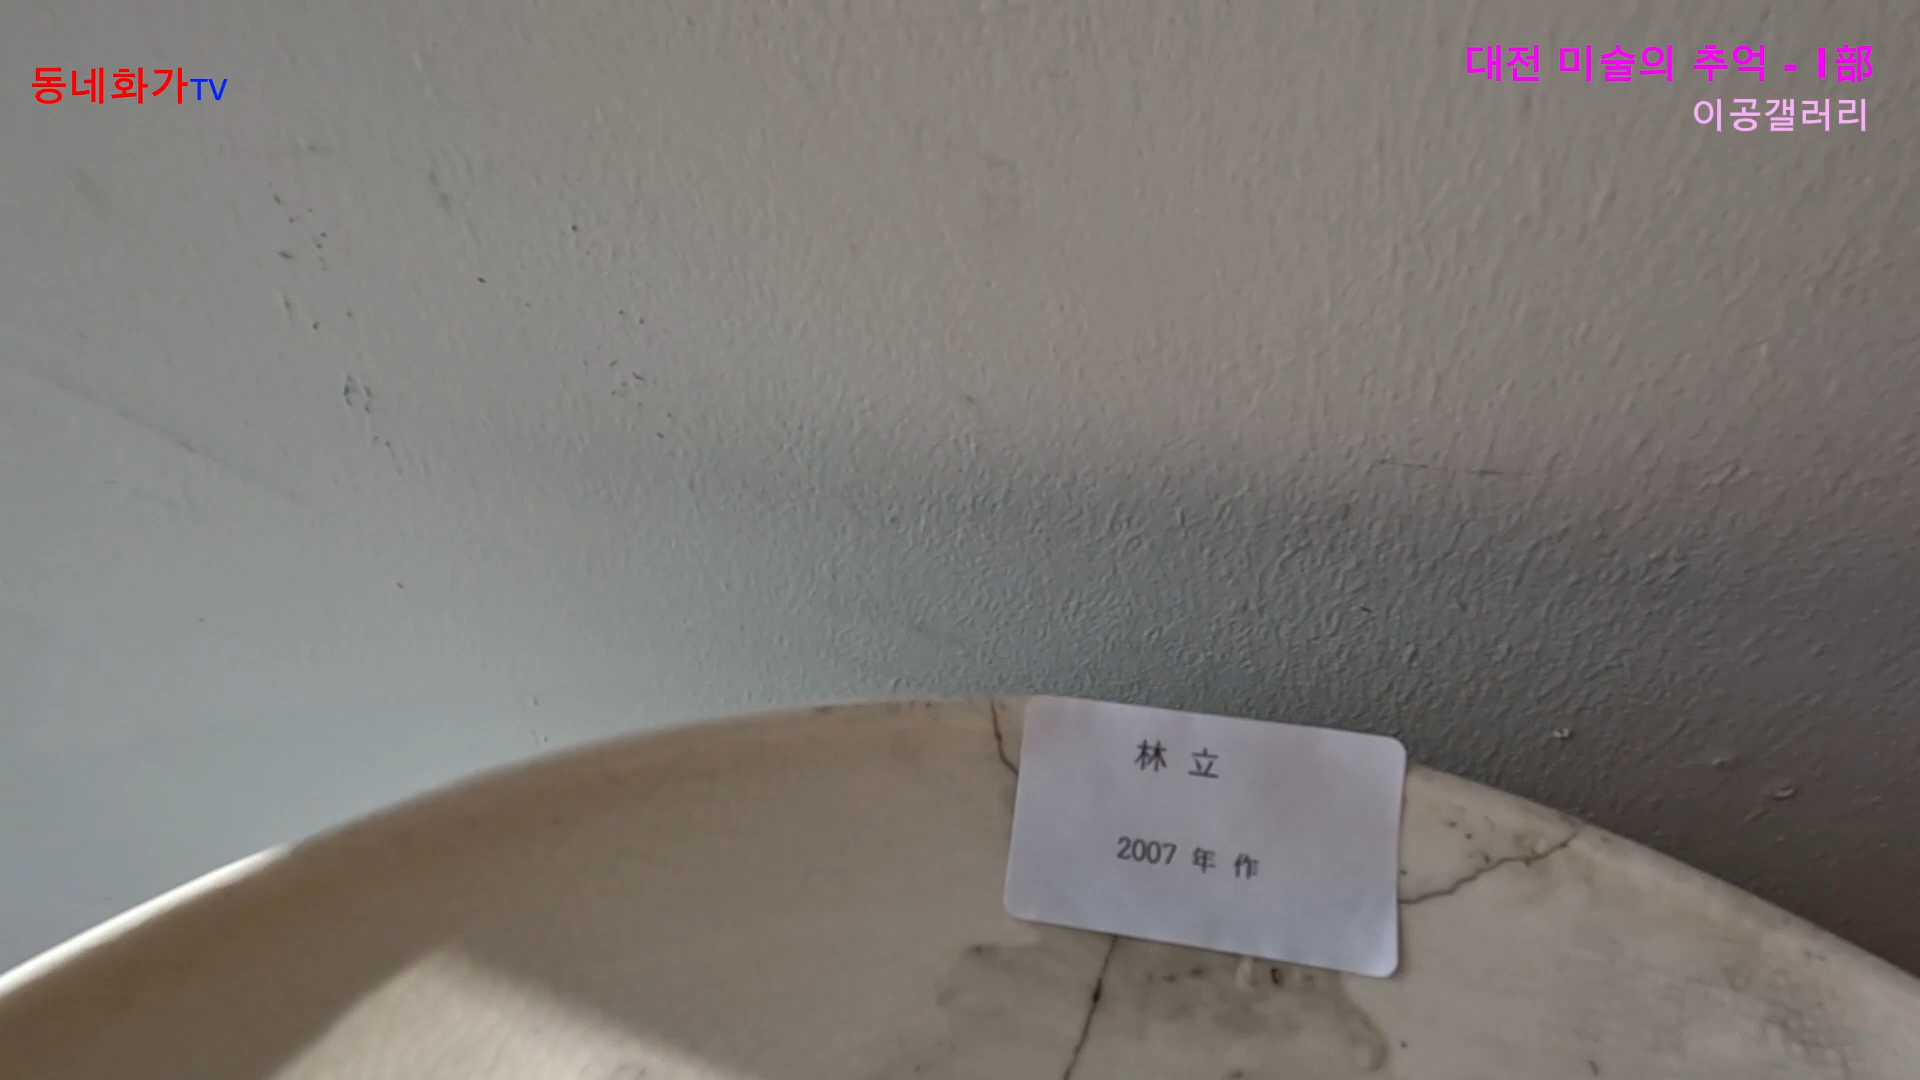 동네화가TV
대전 미술의 추억 - I部
이공갤러리
林 立
2007 年 作